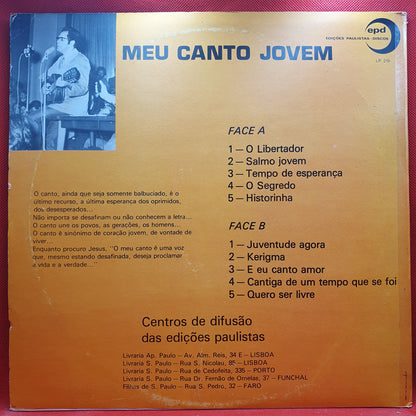 MEU CANTO JOVEM
epd
EDIÇÕES PAULISTAS - DISCOS
FACE A
1 — O Libertador
2 — Salmo jovem
3 — Tempo de esperança
4 — O Segredo
5 — Historinha
O canto, ainda que seja somente balbuciado, é o
último recurso, a última esperança dos oprimidos,
dos desesperados...
Não importa se desafinam ou não conhecem a letra...
O canto une os povos, as gerações, os homens...
O canto é sinónimo de coração jovem, de vontade de
viver...
Enquanto procuro Jesus, "O meu canto é uma voz
que, mesmo estando desafinada, deseja proclamar
a vida e a verdade..."
FACE B
1 — Juventude agora
2 — Kerigma
3 — E eu canto amor
4 — Cantiga de um tempo que se foi
5 — Quero ser livre
Centros de difusão
das edições paulistas
Livraria Ap. Paulo — Av. Alm. Reis, 34 E — LISBOA
Livraria S. Paulo — Rua S. Nicolau, 85 — LISBOA
Livraria S. Paulo — Rua de Cedofeita, 335 — PORTO
Livraria S. Paulo — Rua Dr. Fernão de Ornelas, 37 — FUNCHAL
Filhas de S. Paulo — Rua S. Pedro, 32 — FARO